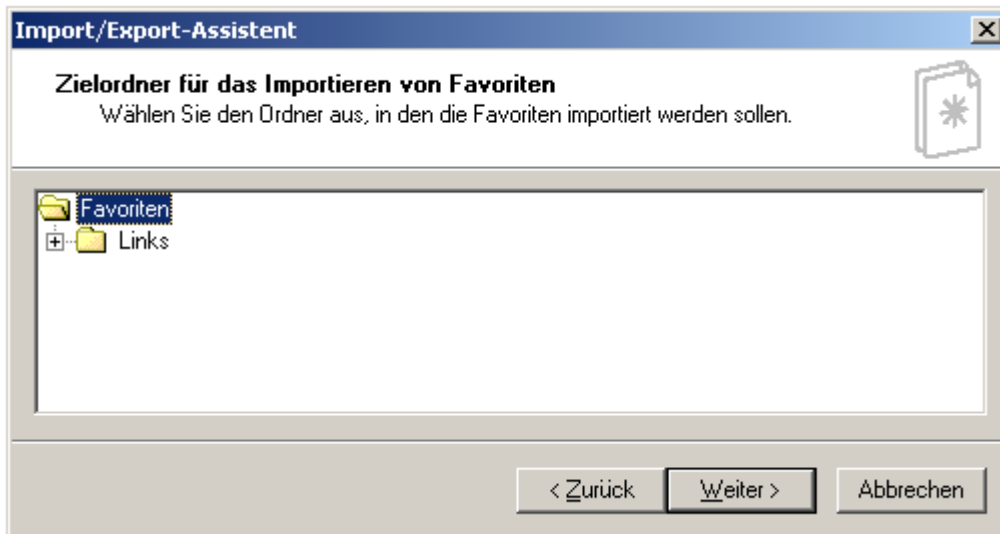 Import/Export-Assistent
Zielordner für das Importieren von Favoriten
Wählen Sie den Ordner aus, in den die Favoriten importiert werden sollen.
Favoriten
Links
< Zurück Weiter > Abbrechen